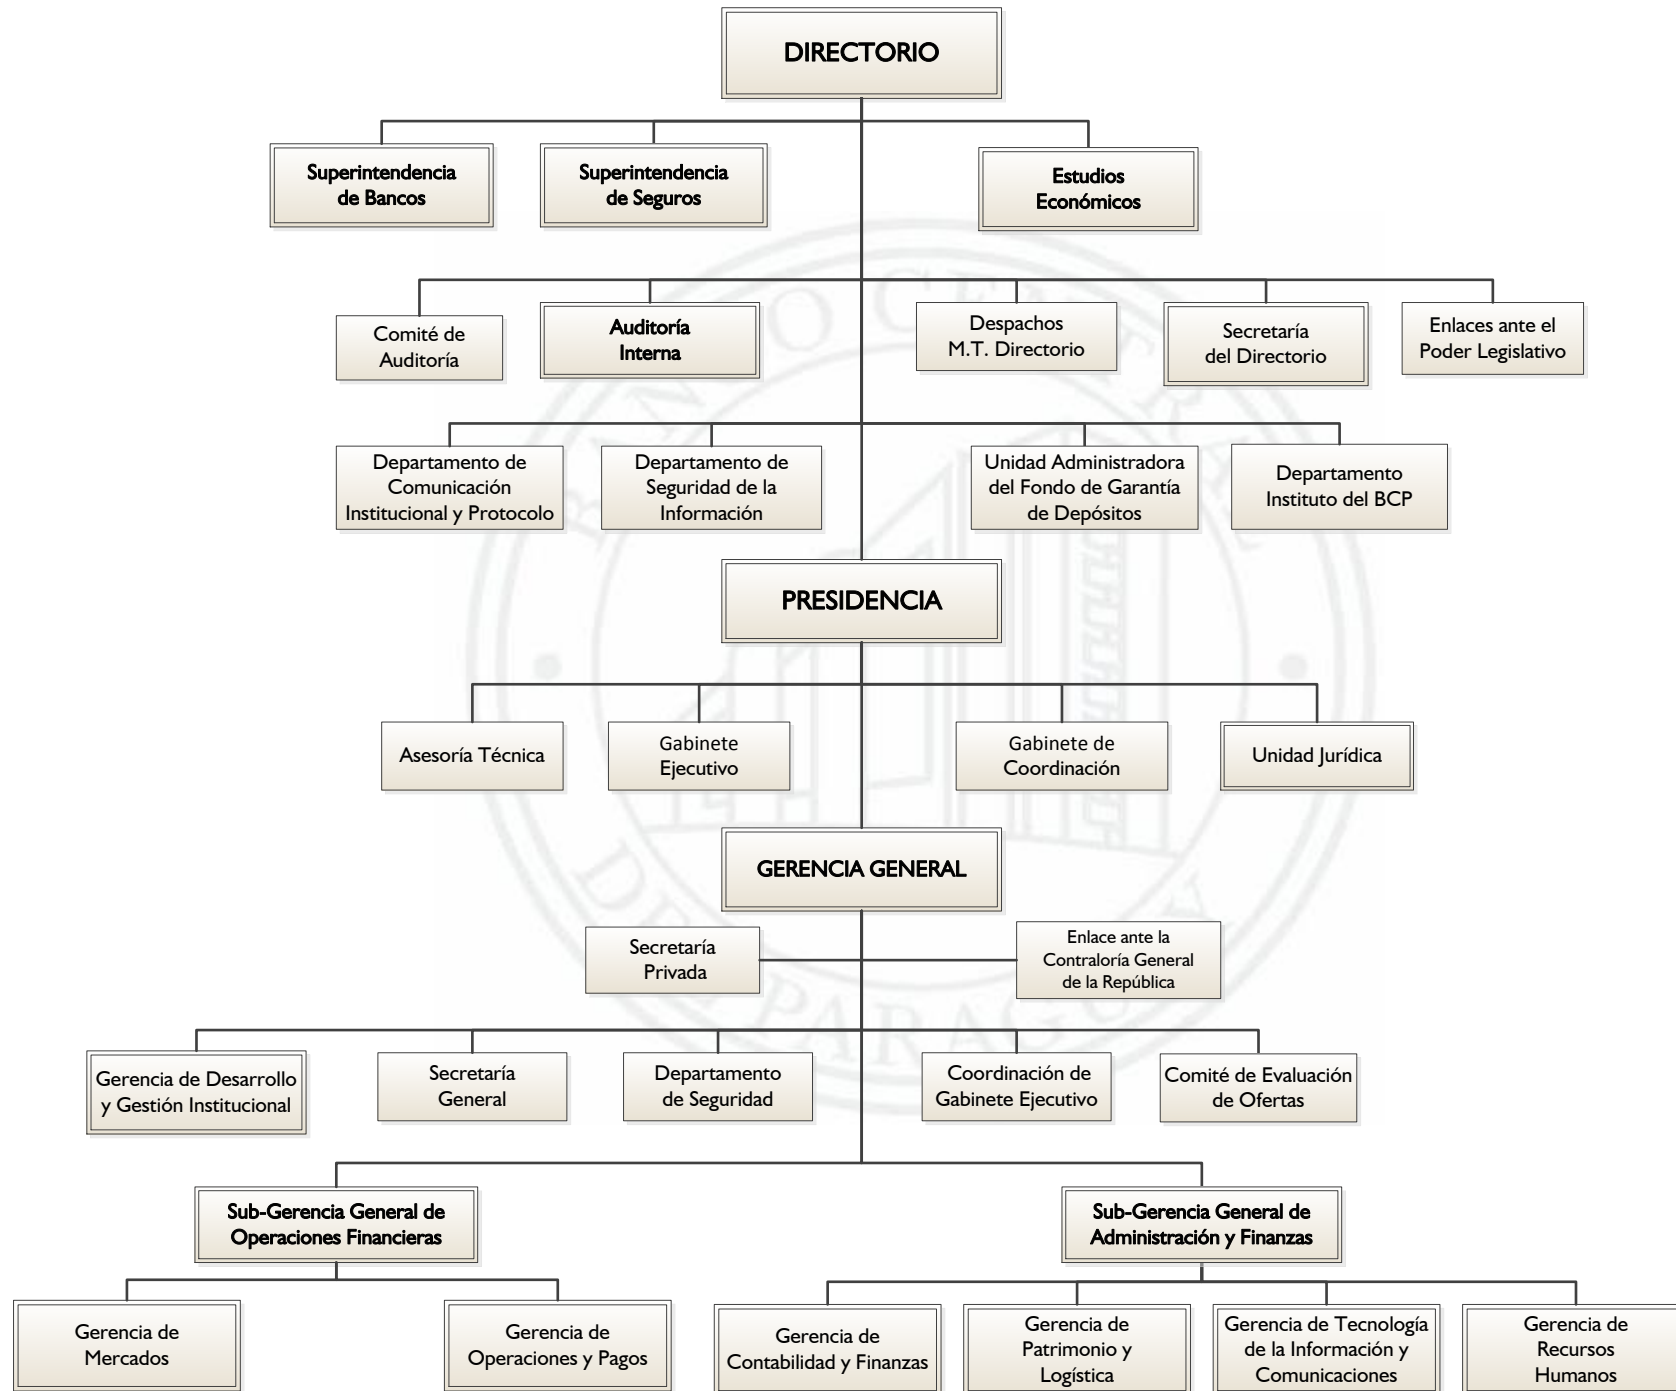 DIRECTORIO
Superintendencia
de Bancos
Superintendencia
de Seguros
Estudios
Económicos
Comité de
Auditoría
Auditoría
Interna
Despachos
M.T. Directorio
Secretaría
del Directorio
Enlaces ante el
Poder Legislativo
Departamento de
Comunicación
Institucional y Protocolo
Departamento de
Seguridad de la
Información
Unidad Administradora
del Fondo de Garantía
de Depósitos
Departamento
Instituto del BCP
PRESIDENCIA
Asesoría Técnica
Gabinete
Ejecutivo
Gabinete de
Coordinación
Unidad Jurídica
GERENCIA GENERAL
Secretaría
Privada
Enlace ante la
Contraloría General
de la República
Gerencia de Desarrollo
y Gestión Institucional
Secretaría
General
Departamento
de Seguridad
Coordinación de
Gabinete Ejecutivo
Comité de Evaluación
de Ofertas
Sub-Gerencia General de
Operaciones Financieras
Sub-Gerencia General de
Administración y Finanzas
Gerencia de
Mercados
Gerencia de
Operaciones y Pagos
Gerencia de
Contabilidad y Finanzas
Gerencia de
Patrimonio y
Logística
Gerencia de Tecnología
de la Información y
Comunicaciones
Gerencia de
Recursos
Humanos
BANCO CENTRAL
DEL PARAGUAY